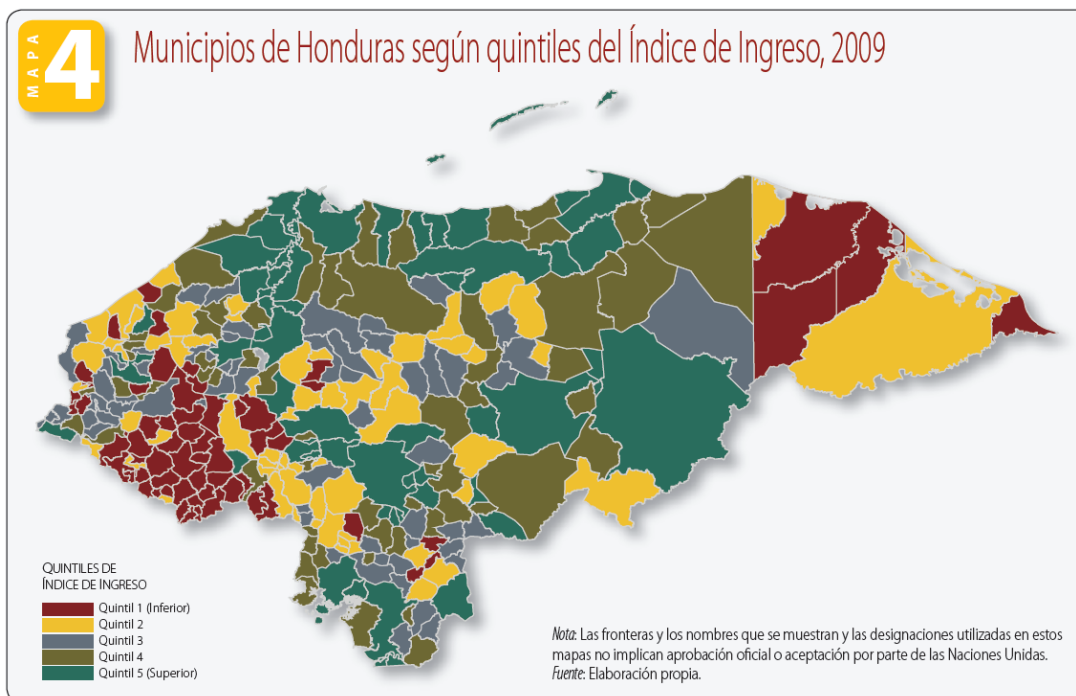 MAPA
4
Municipios de Honduras según quintiles del Índice de Ingreso, 2009
QUINTILES DE
ÍNDICE DE INGRESO
Quintil 1 (Inferior)
Quintil 2
Quintil 3
Quintil 4
Quintil 5 (Superior)
Nota: Las fronteras y los nombres que se muestran y las designaciones utilizadas en estos
mapas no implican aprobación oficial o aceptación por parte de las Naciones Unidas.
Fuente: Elaboración propia.